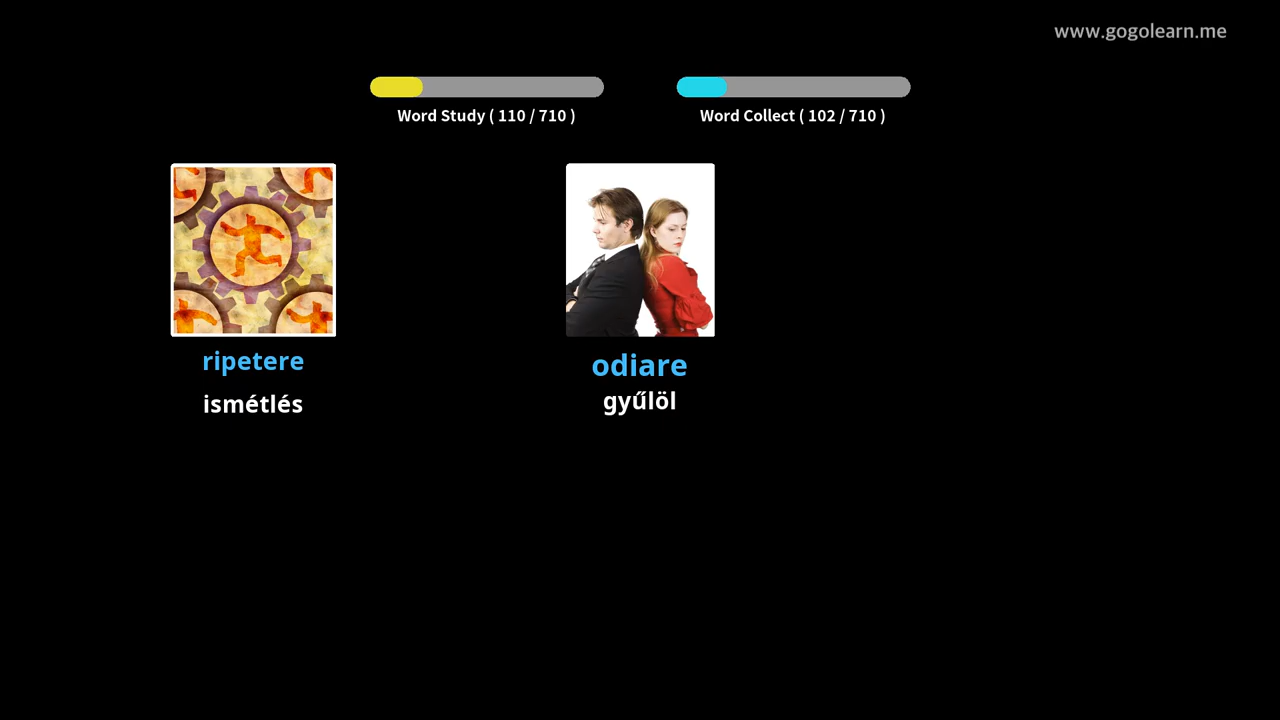 www.gogolearn.me
Word Study ( 110 / 710 )
Word Collect ( 102 / 710 )
ripetere
ismétlés
odiare
gyűlöl